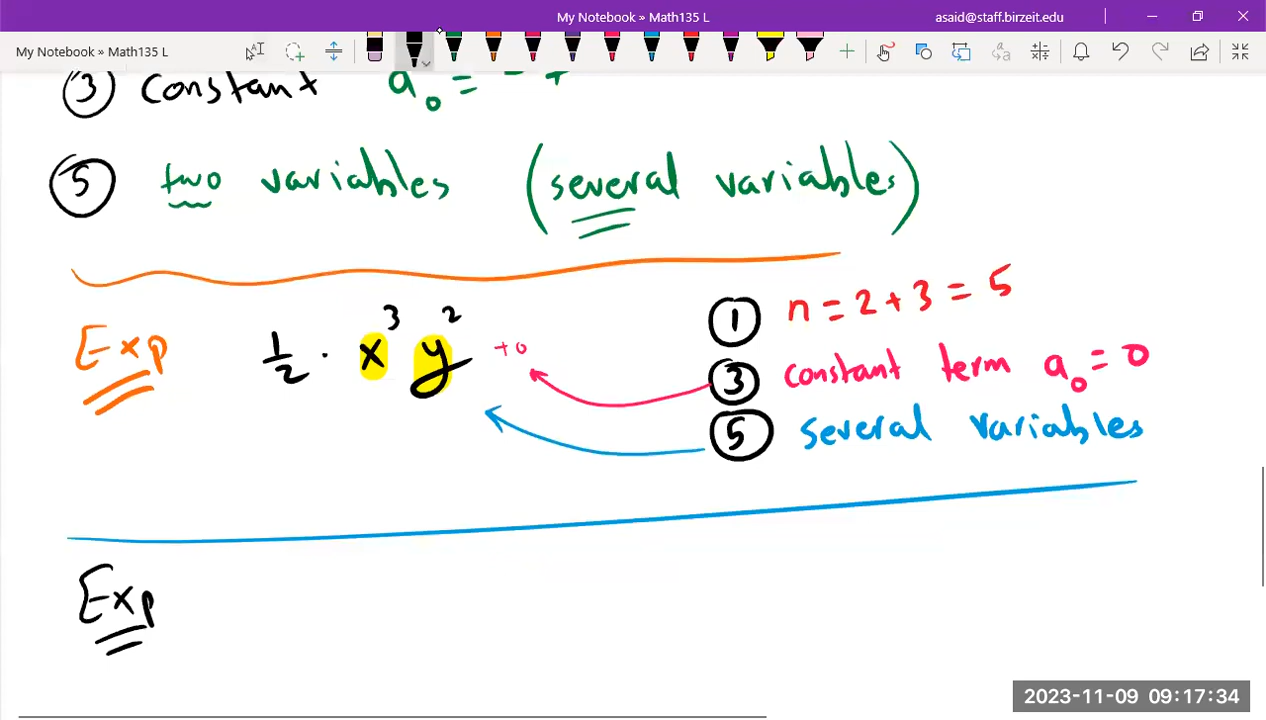 My Notebook » Math135 L
asaid@staff.birzeit.edu
My Notebook » Math135 L
③ constant a₀ =
⑤ two variables (several variables)
Exp 1/2 · x³ y² +0
① n = 2 + 3 = 5
③ constant term a₀ = 0
⑤ several variables
Exp
2023-11-09 09:17:34